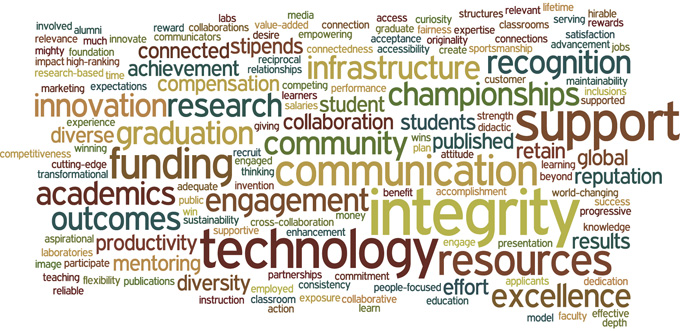 labs media access curiosity structures relevant lifetime
involved alumni reward collaborations value-added connection graduate fairness expertise classrooms serving hirable
relevance much innovate communicators desire empowering acceptance originality connections satisfaction rewards
mighty foundation connected stipends connectedness accessibility create sportsmanship advancement jobs
impact high-ranking achievement reciprocal relationships infrastructure recognition
research-based time compensation competing performance customer maintainability
marketing expectations learners championships inclusions
innovation research salaries student supported
experience giving collaboration students strength didactic support
diverse graduation community wins plan published retain global
competitiveness winning recruit engaged thinking attitude learning
cutting-edge funding communication beyond reputation
transformational adequate invention benefit accomplishment world-changing
academics public engagement integrity success progressive
outcomes win sustainability cross-collaboration money knowledge
aspirational supportive enhancement engage presentation results
laboratories productivity technology resources
image participate mentoring partnerships commitment applicants dedication
teaching flexibility publications diversity employed consistency people-focused effort excellence
reliable instruction classroom exposure collaborative education model faculty effective
action learn depth